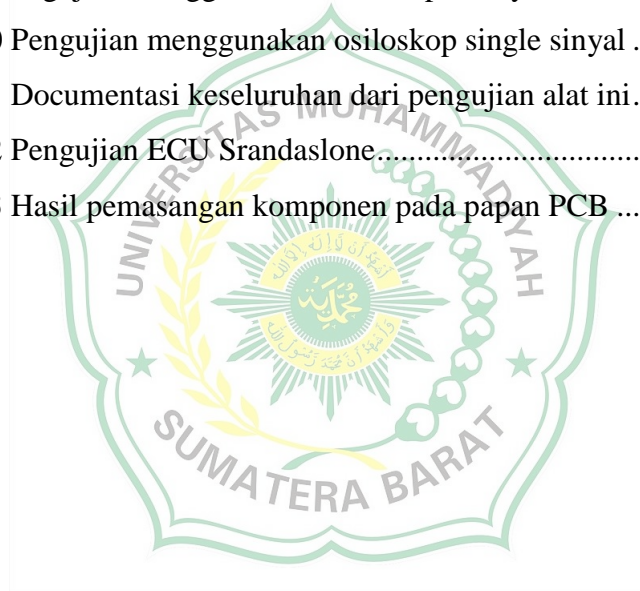 Pengujian menggunakan osiloskop single sinyal .
Documentasi keseluruhan dari pengujian alat ini.
Pengujian ECU Srandaslone..............................
Hasil pemasangan komponen pada papan PCB ...
UNIVERSITAS MUHAMMADIYAH
محمدية
SUMATERA BARAT